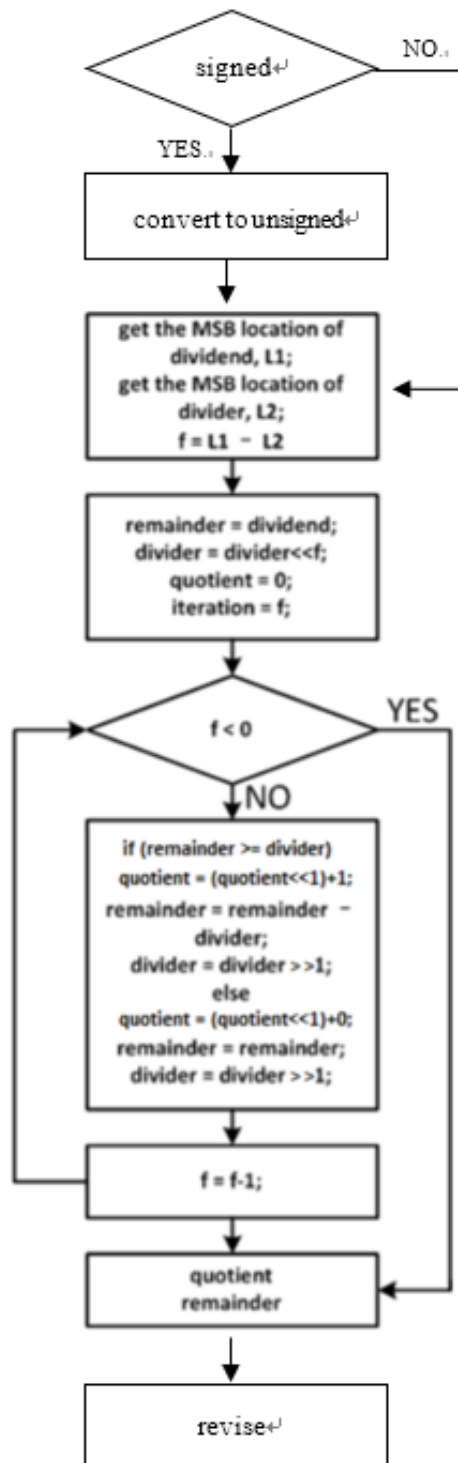 signed↵
NO.
YES.
convert to unsigned↵
get the MSB location of
dividend, L1;
get the MSB location of
divider, L2;
f = L1 − L2
remainder = dividend;
divider = divider<<f;
quotient = 0;
iteration = f;
f < 0
YES
NO
if (remainder >= divider)
quotient = (quotient<<1)+1;
remainder = remainder −
divider;
divider = divider >>1;
else
quotient = (quotient<<1)+0;
remainder = remainder;
divider = divider >>1;
f = f-1;
quotient
remainder
revise↵